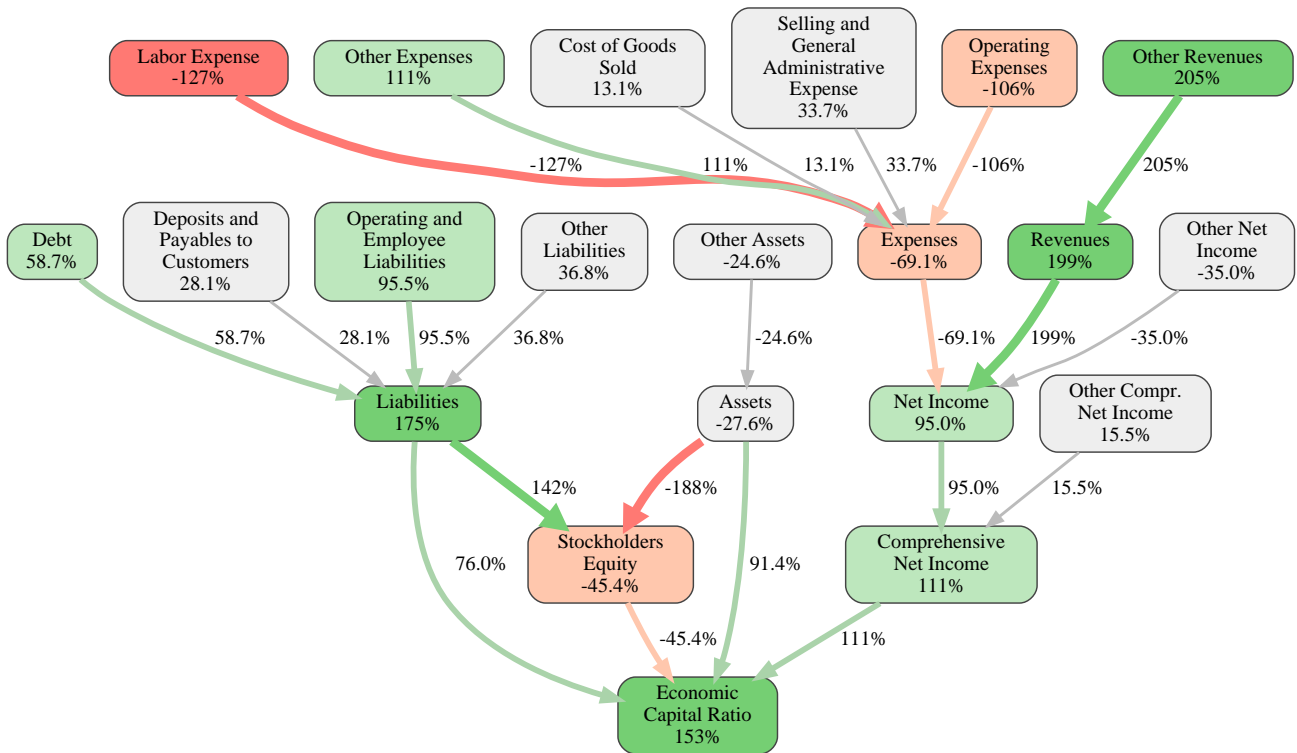 Labor Expense
-127%
Other Expenses
111%
Cost of Goods
Sold
13.1%
Selling and
General
Administrative
Expense
33.7%
Operating
Expenses
-106%
Other Revenues
205%
-127%
111%
13.1%
33.7%
-106%
205%
Debt
58.7%
Deposits and
Payables to
Customers
28.1%
Operating and
Employee
Liabilities
95.5%
Other
Liabilities
36.8%
Other Assets
-24.6%
Expenses
-69.1%
Revenues
199%
Other Net
Income
-35.0%
58.7%
28.1%
95.5%
36.8%
-24.6%
-69.1%
199%
-35.0%
Liabilities
175%
Assets
-27.6%
Net Income
95.0%
Other Compr.
Net Income
15.5%
142%
-188%
95.0%
15.5%
Stockholders
Equity
-45.4%
Comprehensive
Net Income
111%
76.0%
91.4%
-45.4%
111%
Economic
Capital Ratio
153%